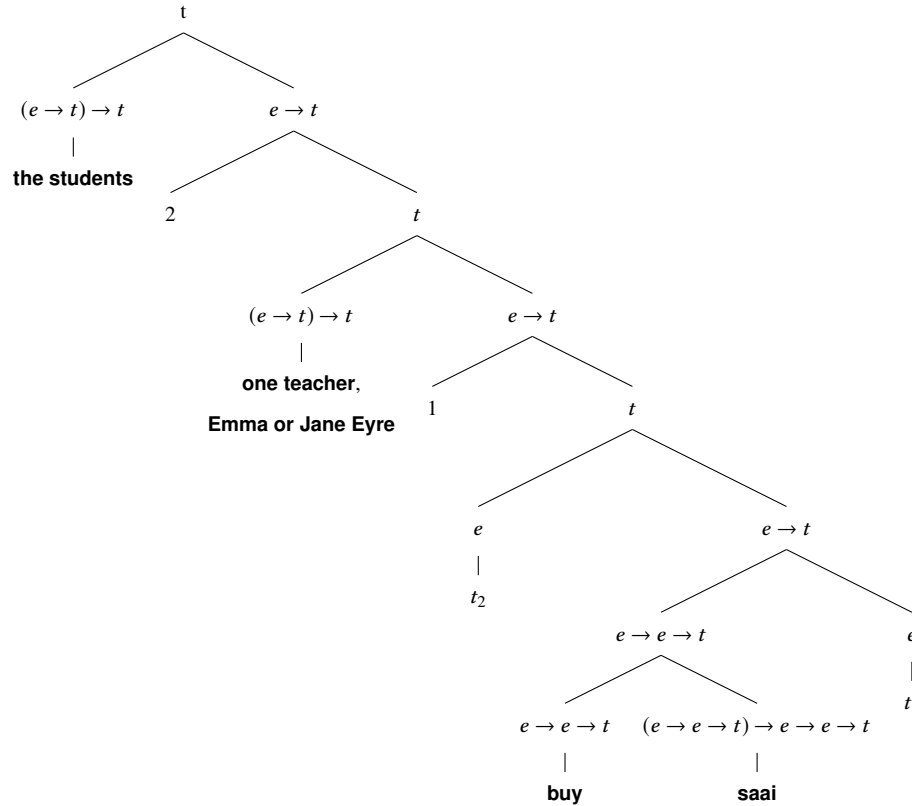 t
(e → t) → t
e → t
the students
2
t
(e → t) → t
e → t
one teacher,
Emma or Jane Eyre
1
t
e
e → t
t₂
e → e → t
e → e → t
(e → e → t) → e → e → t
buy
saai